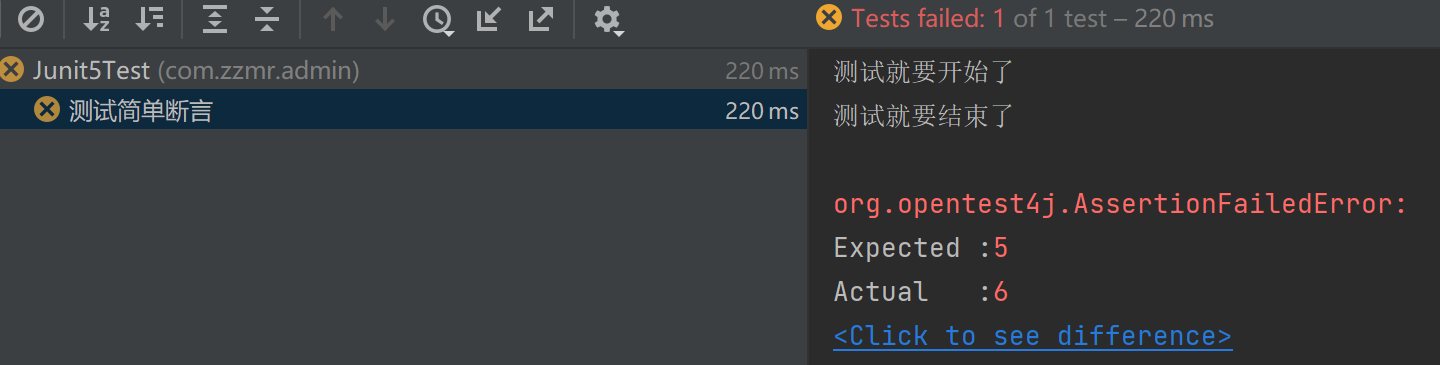 Tests failed: 1 of 1 test – 220 ms
Junit5Test (com.zzmr.admin) 220 ms
测试简单断言 220 ms
测试就要开始了
测试就要结束了
org.opentest4j.AssertionFailedError:
Expected :5
Actual :6
<Click to see difference>